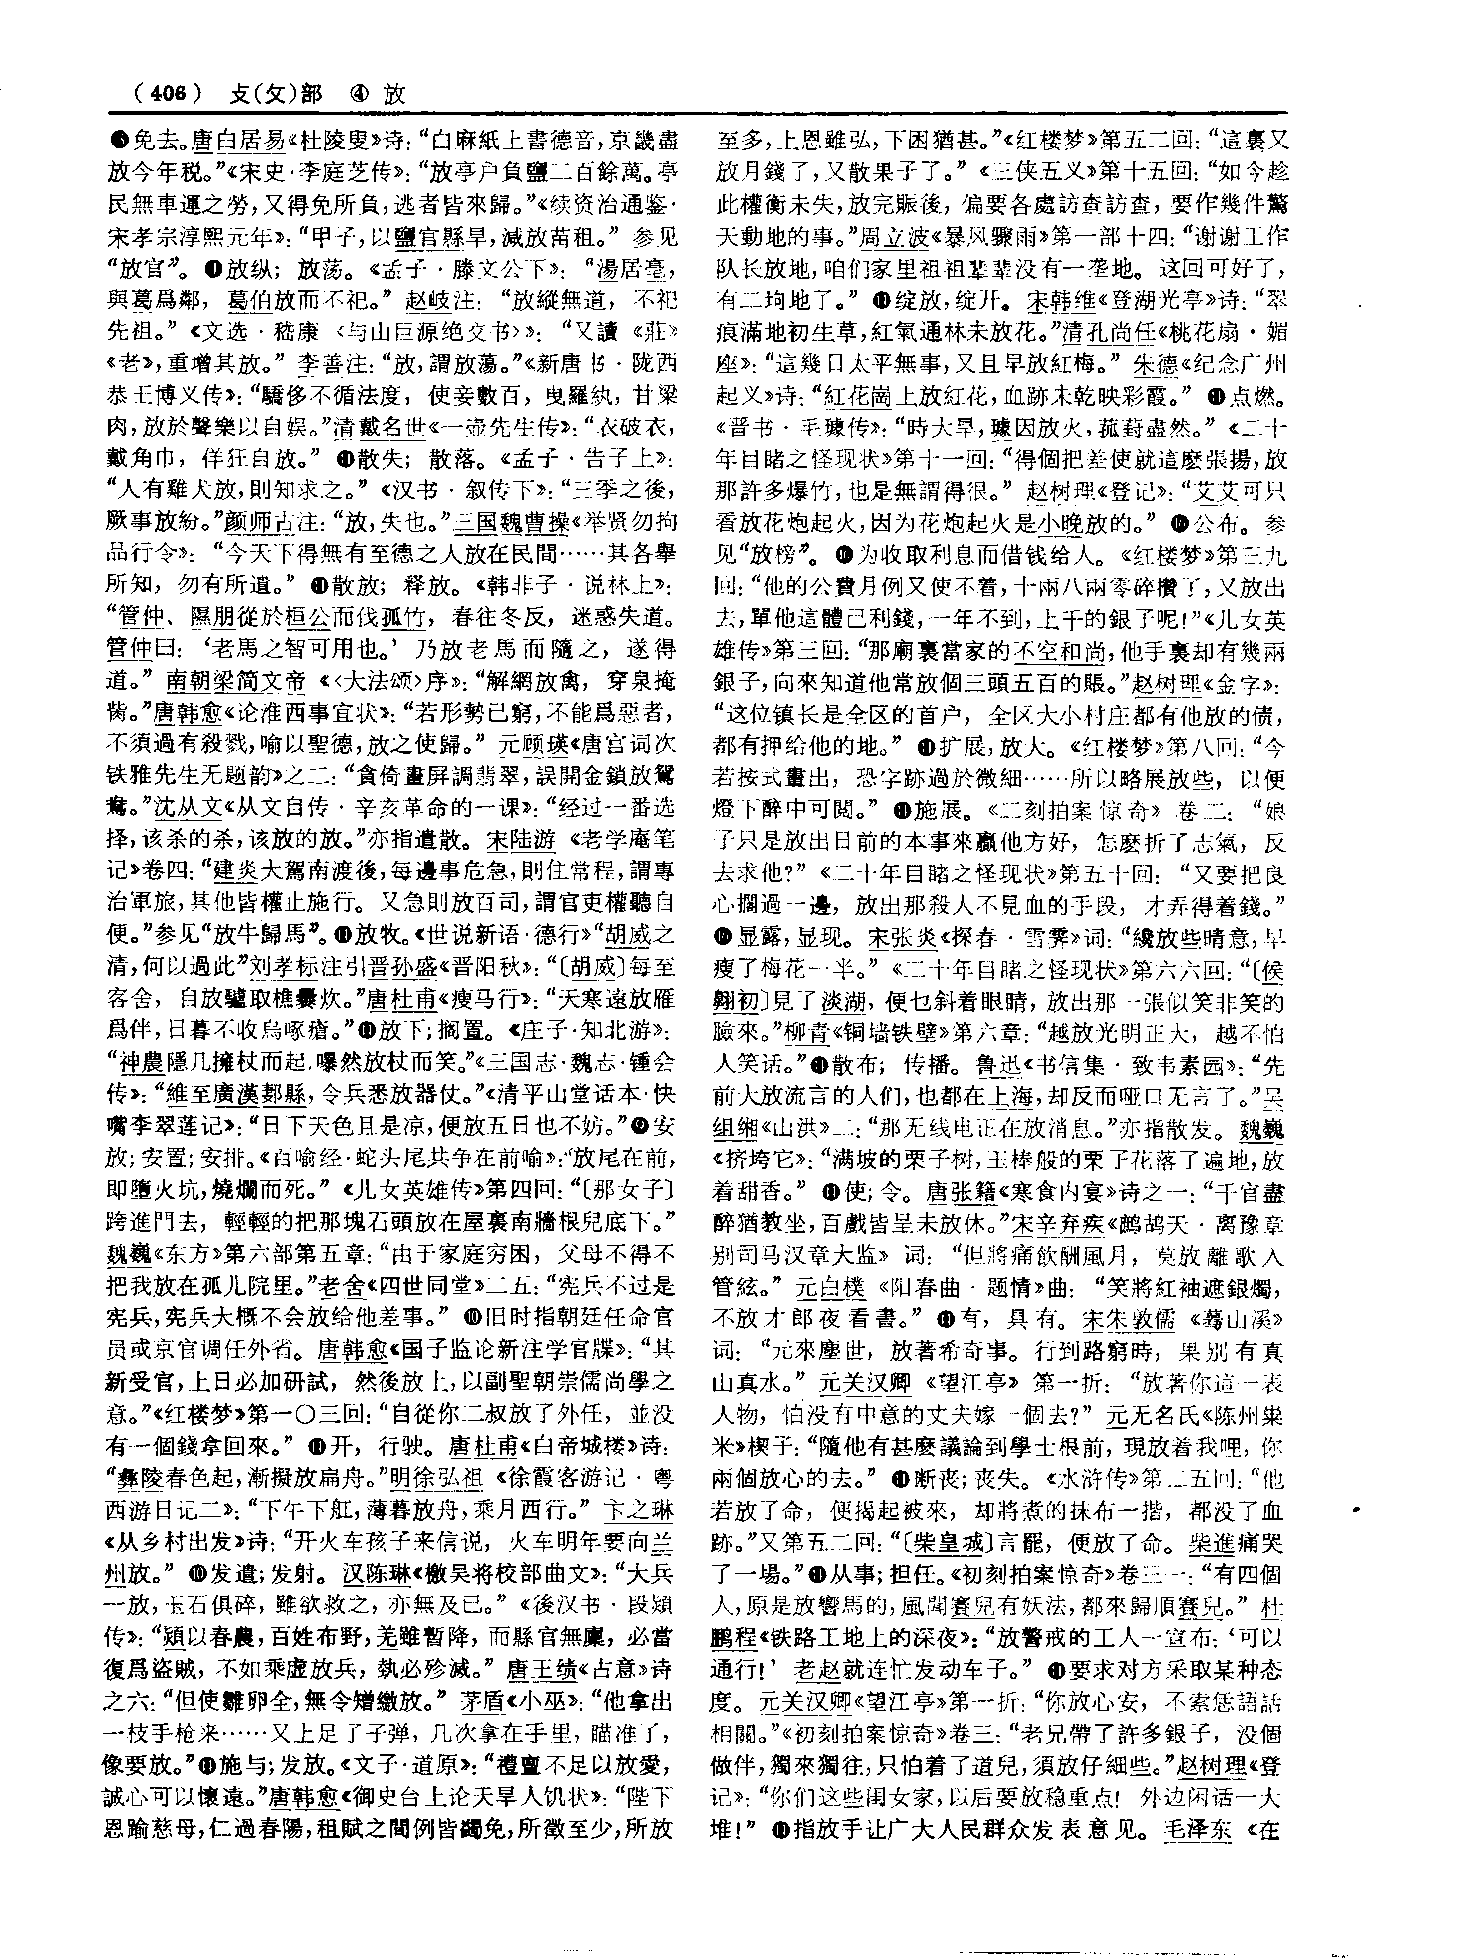 （406） 攴（攵）部 ④ 放
免去。唐白居易《杜陵叟》诗：“白麻紙上書德音，京畿盡
放今年税。”《宋史·李庭芝传》：“放亭户負鹽二百餘萬。亭
民無車運之勞，又得免所負，逃者皆來歸。”《续资治通鉴·
宋孝宗淳熙元年》：“甲子，以鹽官縣旱，減放苗租。” 参见
“放官”。 放纵；放荡。《孟子·滕文公下》：“湯居亳，
與葛爲鄰，葛伯放而不祀。” 赵岐注：“放縱無道，不祀
先祖。”《文选·嵇康〈与山巨源绝交书〉》：“又讀《莊》
《老》，重增其放。” 李善注：“放，謂放蕩。”《新唐书·陇西
恭王博义传》：“驕侈不循法度，使妾數百，曳羅紈，甘粱
肉，放於聲樂以自娱。”清戴名世《一壶先生传》：“衣破衣，
戴角巾，佯狂自放。” 散失；散落。《孟子·告子上》：
“人有雞犬放，則知求之。”《汉书·叙传下》：“三季之後，
厥事放紛。”颜师古注：“放，失也。”三国魏曹操《举贤勿拘
品行令》：“今天下得無有至德之人放在民間……其各舉
所知，勿有所遺。” 散放；释放。《韩非子·说林上》：
“管仲、隰朋從於桓公而伐孤竹，春往冬反，迷惑失道。
管仲曰：‘老馬之智可用也。’乃放老馬而隨之，遂得
道。” 南朝梁简文帝《〈大法颂〉序》：“解網放禽，穿泉掩
胔。”唐韩愈《论淮西事宜状》：“若形勢已窮，不能爲惡者，
不須過有殺戮，喻以聖德，放之使歸。” 元顾瑛《唐宫词次
铁雅先生无题韵》之二：“貪倚畫屏調翡翠，誤開金鎖放鴛
鴦。”沈从文《从文自传·辛亥革命的一课》：“经过一番选
择，该杀的杀，该放的放。”亦指遣散。 宋陆游《老学庵笔
记》卷四：“建炎大駕南渡後，每邊事危急，則住常程，謂專
治軍旅，其他皆權止施行。又急則放百司，謂官吏權聽自
便。”参见“放牛歸馬”。放牧。《世说新语·德行》“胡威之
清，何以過此”刘孝标注引晋孙盛《晋阳秋》：“〔胡威〕每至
客舍，自放驢取樵爨炊。”唐杜甫《瘦马行》：“天寒遠放雁
爲伴，日暮不收烏啄瘡。”放下；搁置。《庄子·知北游》：
“神農隱几擁杖而起，嚗然放杖而笑。”《三国志·魏志·锺会
传》：“維至廣漢郪縣，令兵悉放器仗。”《清平山堂话本·快
嘴李翠莲记》：“日下天色且是凉，便放五日也不妨。”❾安
放；安置；安排。《百喻经·蛇头尾共争在前喻》：“放尾在前，
即墮火坑，燒爛而死。”《儿女英雄传》第四回：“〔那女子〕
跨進門去，輕輕的把那塊石頭放在屋裏南牆根兒底下。”
魏巍《东方》第六部第五章：“由于家庭穷困，父母不得不
把我放在孤儿院里。”老舍《四世同堂》二五：“宪兵不过是
宪兵，宪兵大概不会放给他差事。” ❿旧时指朝廷任命官
员或京官调任外省。 唐韩愈《国子监论新注学官牒》：“其
新受官，上日必加研試，然後放上，以副聖朝崇儒尚學之
意。”《红楼梦》第一〇三回：“自從你二叔放了外任，並没
有一個錢拿回來。” ⓫开，行驶。 唐杜甫《白帝城楼》诗：
“彝陵春色起，漸擬放扁舟。”明徐弘祖《徐霞客游记·粤
西游日记二》：“下午下舡，薄暮放舟，乘月西行。” 卞之琳
《从乡村出发》诗：“开火车孩子来信说，火车明年要向兰
州放。” 发遣；发射。 汉陈琳《檄吴将校部曲文》：“大兵
一放，玉石俱碎，雖欲救之，亦無及已。”《後汉书·段熲
传》：“熲以春農，百姓布野，羌雖暫降，而縣官無廩，必當
復爲盜賊，不如乘虚放兵，埶必殄滅。” 唐王绩《古意》诗
之六：“但使雛卵全，無令矰繳放。” 茅盾《小巫》：“他拿出
一枝手枪来……又上足了子弹，几次拿在手里，瞄准了，
像要放。”施与；发放。《文子·道原》：“禮亶不足以放愛，
誠心可以懷遠。”唐韩愈《御史台上论天旱人饥状》：“陛下
恩踰慈母，仁過春陽，租賦之間例皆蠲免，所徵至少，所放
至多，上恩雖弘，下困猶甚。”《红楼梦》第五二回：“這裏又
放月錢了，又散果子了。”《三侠五义》第十五回：“如今趁
此權衡未失，放完賑後，偏要各處訪查訪查，要作幾件驚
天動地的事。”周立波《暴风骤雨》第一部十四：“谢谢工作
队长放地，咱们家里祖祖辈辈没有一垄地。这回可好了，
有二垧地了。” 绽放，绽开。 宋韩维《登湖光亭》诗：“翠
痕滿地初生草，紅氣通林未放花。”清孔尚任《桃花扇·媚
座》：“這幾日太平無事，又且早放紅梅。” 朱德《纪念广州
起义》诗：“紅花崗上放紅花，血跡未乾映彩霞。” 点燃。
《晋书·毛璩传》：“時大旱，璩因放火，菰葑盡然。”《二十
年目睹之怪现状》第十一回：“得個把差使就這麽張揚，放
那許多爆竹，也是無謂得很。” 赵树理《登记》：“艾艾可只
看放花炮起火，因为花炮起火是小晚放的。” 公布。参
见“放榜”。 为收取利息而借钱给人。《红楼梦》第三九
回：“他的公費月例又使不着，十兩八兩零碎攢了，又放出
去，單他這體己利錢，一年不到，上千的銀子呢！”《儿女英
雄传》第三回：“那廟裏當家的不空和尚，他手裏却有幾兩
銀子，向來知道他常放個三頭五百的賬。”赵树理《金字》：
“这位镇长是全区的首户，全区大小村庄都有他放的债，
都有押给他的地。” 扩展，放大。《红楼梦》第八回：“今
若按式畫出，恐字跡過於微細……所以略展放些，以便
燈下醉中可閲。” 施展。《二刻拍案惊奇》卷二：“娘
子只是放出日前的本事來贏他方好，怎麽折了志氣，反
去求他？”《二十年目睹之怪现状》第五十回：“又要把良
心擱過一邊，放出那殺人不見血的手段，才弄得着錢。”
显露，显现。 宋张炎《探春·雪霁》词：“纔放些晴意，早
瘦了梅花一半。”《二十年目睹之怪现状》第六六回：“〔侯
翱初〕見了淡湖，便乜斜着眼睛，放出那一張似笑非笑的
臉來。”柳青《铜墙铁壁》第六章：“越放光明正大，越不怕
人笑话。”散布；传播。 鲁迅《书信集·致韦素园》：“先
前大放流言的人们，也都在上海，却反而哑口无言了。”吴
组缃《山洪》二：“那无线电正在放消息。”亦指散发。 魏巍
《挤垮它》：“满坡的栗子树，玉棒般的栗子花落了遍地，放
着甜香。” 使；令。 唐张籍《寒食内宴》诗之一：“千官盡
醉猶教坐，百戲皆呈未放休。”宋辛弃疾《鹧鸪天·离豫章
别司马汉章大监》词：“但將痛飲酬風月，莫放離歌入
管絃。” 元白樸《阳春曲·题情》曲：“笑將紅袖遮銀燭，
不放才郎夜看書。” 有，具有。 宋朱敦儒《蓦山溪》
词：“元來塵世，放著希奇事。行到路窮時，果别有真
山真水。” 元关汉卿《望江亭》第一折：“放著你這一表
人物，怕没有中意的丈夫嫁一個去？” 元无名氏《陈州粜
米》楔子：“隨他有甚麽議論到學士根前，現放着我哩，你
兩個放心的去。” 断丧；丧失。《水浒传》第二五回：“他
若放了命，便揭起被來，却將煮的抹布一揩，都没了血
跡。”又第五二回：“〔柴皇城〕言罷，便放了命。柴進痛哭
了一場。”从事；担任。《初刻拍案惊奇》卷三一：“有四個
人，原是放響馬的，風聞賽兒有妖法，都來歸順賽兒。” 杜
鹏程《铁路工地上的深夜》：“放警戒的工人一宣布：‘可以
通行！’老赵就连忙发动车子。” 要求对方采取某种态
度。 元关汉卿《望江亭》第一折：“你放心安，不索恁語話
相關。”《初刻拍案惊奇》卷三：“老兄帶了許多銀子，没個
做伴，獨來獨往，只怕着了道兒，須放仔細些。”赵树理《登
记》：“你们这些闺女家，以后要放稳重点！外边闲话一大
堆！” 指放手让广大人民群众发表意见。 毛泽东《在